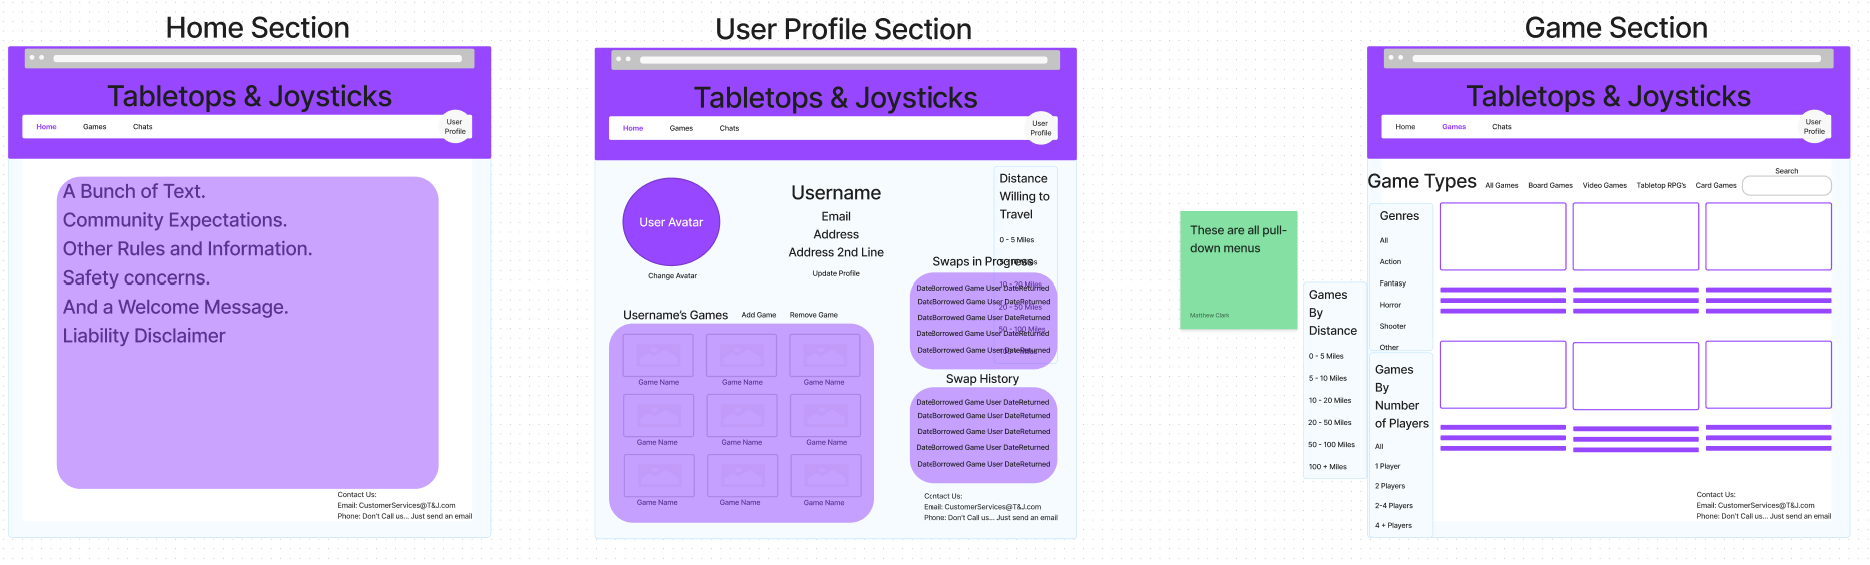 Home Section
Tabletops & Joysticks
Home Games Chats
User
Profile
A Bunch of Text.
Community Expectations.
Other Rules and Information.
Safety concerns.
And a Welcome Message.
Liability Disclaimer
Contact Us:
Email: CustomerServices@T&J.com
Phone: Don't Call us... Just send an email
User Profile Section
Tabletops & Joysticks
Home Games Chats
User
Profile
User Avatar
Change Avatar
Username
Email
Address
Address 2nd Line
Update Profile
Distance
Willing to
Travel
0 - 5 Miles
10 - 20 Miles
20 - 50 Miles
50 - 100 Miles
Swaps in Progress
DateBorrowed Game User DateReturned
DateBorrowed Game User DateReturned
DateBorrowed Game User DateReturned
DateBorrowed Game User DateReturned
DateBorrowed Game User DateReturned
Username's Games Add Game Remove Game
Game Name Game Name Game Name
Game Name Game Name Game Name
Game Name Game Name Game Name
Swap History
DateBorrowed Game User DateReturned
DateBorrowed Game User DateReturned
DateBorrowed Game User DateReturned
DateBorrowed Game User DateReturned
DateBorrowed Game User DateReturned
Contact Us:
Email: CustomerServices@T&J.com
Phone: Don't Call us... Just send an email
These are all pull-
down menus
Matthew Clark
Games
By
Distance
0 - 5 Miles
5 - 10 Miles
10 - 20 Miles
20 - 50 Miles
50 - 100 Miles
100 + Miles
Game Section
Tabletops & Joysticks
Home Games Chats
User
Profile
Game Types All Games Board Games Video Games Tabletop RPG's Card Games
Search
Genres
All
Action
Fantasy
Horror
Shooter
Other
Games
By
Number
of Players
All
1 Player
2 Players
2-4 Players
4 + Players
Contact Us:
Email: CustomerServices@T&J.com
Phone: Don't Call us... Just send an email